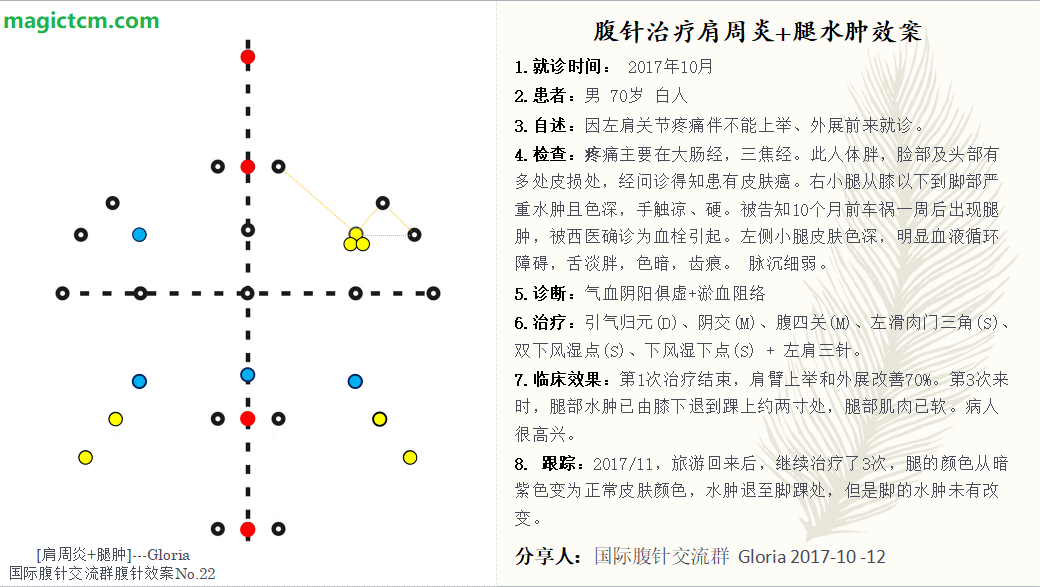 magictcm.com
腹针治疗肩周炎+腿水肿效案
1.就诊时间： 2017年10月
2.患者：男 70岁 白人
3.自述：因左肩关节疼痛伴不能上举、外展前来就诊。
4.检查：疼痛主要在大肠经，三焦经。此人体胖，脸部及头部有
多处皮损处，经问诊得知患有皮肤癌。右小腿从膝以下到脚部严
重水肿且色深，手触凉、硬。被告知10个月前车祸一周后出现腿
肿，被西医确诊为血栓引起。左侧小腿皮肤色深，明显血液循环
障碍，舌淡胖，色暗，齿痕。 脉沉细弱。
5.诊断：气血阴阳俱虚+淤血阻络
6.治疗：引气归元(D)、阴交(M)、腹四关(M)、左滑肉门三角(S)、
双下风湿点(S)、下风湿下点(S) + 左肩三针。
7.临床效果：第1次治疗结束，肩臂上举和外展改善70%。第3次来
时，腿部水肿已由膝下退到踝上约两寸处，腿部肌肉已软。病人
很高兴。
8. 跟踪：2017/11，旅游回来后，继续治疗了3次，腿的颜色从暗
紫色变为正常皮肤颜色，水肿退至脚踝处，但是脚的水肿未有改
变。
分享人：国际腹针交流群 Gloria 2017-10 -12
[肩周炎+腿肿]---Gloria
国际腹针交流群腹针效案No.22